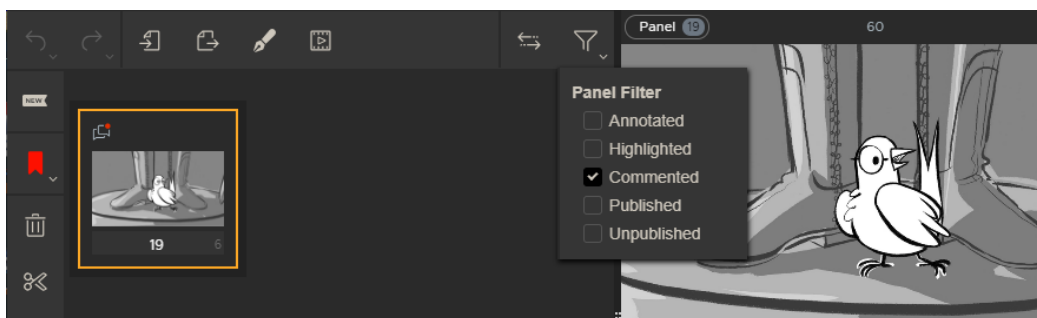 Panel 19
60
NEW
Panel Filter
Annotated
Highlighted
Commented
Published
Unpublished
19 6